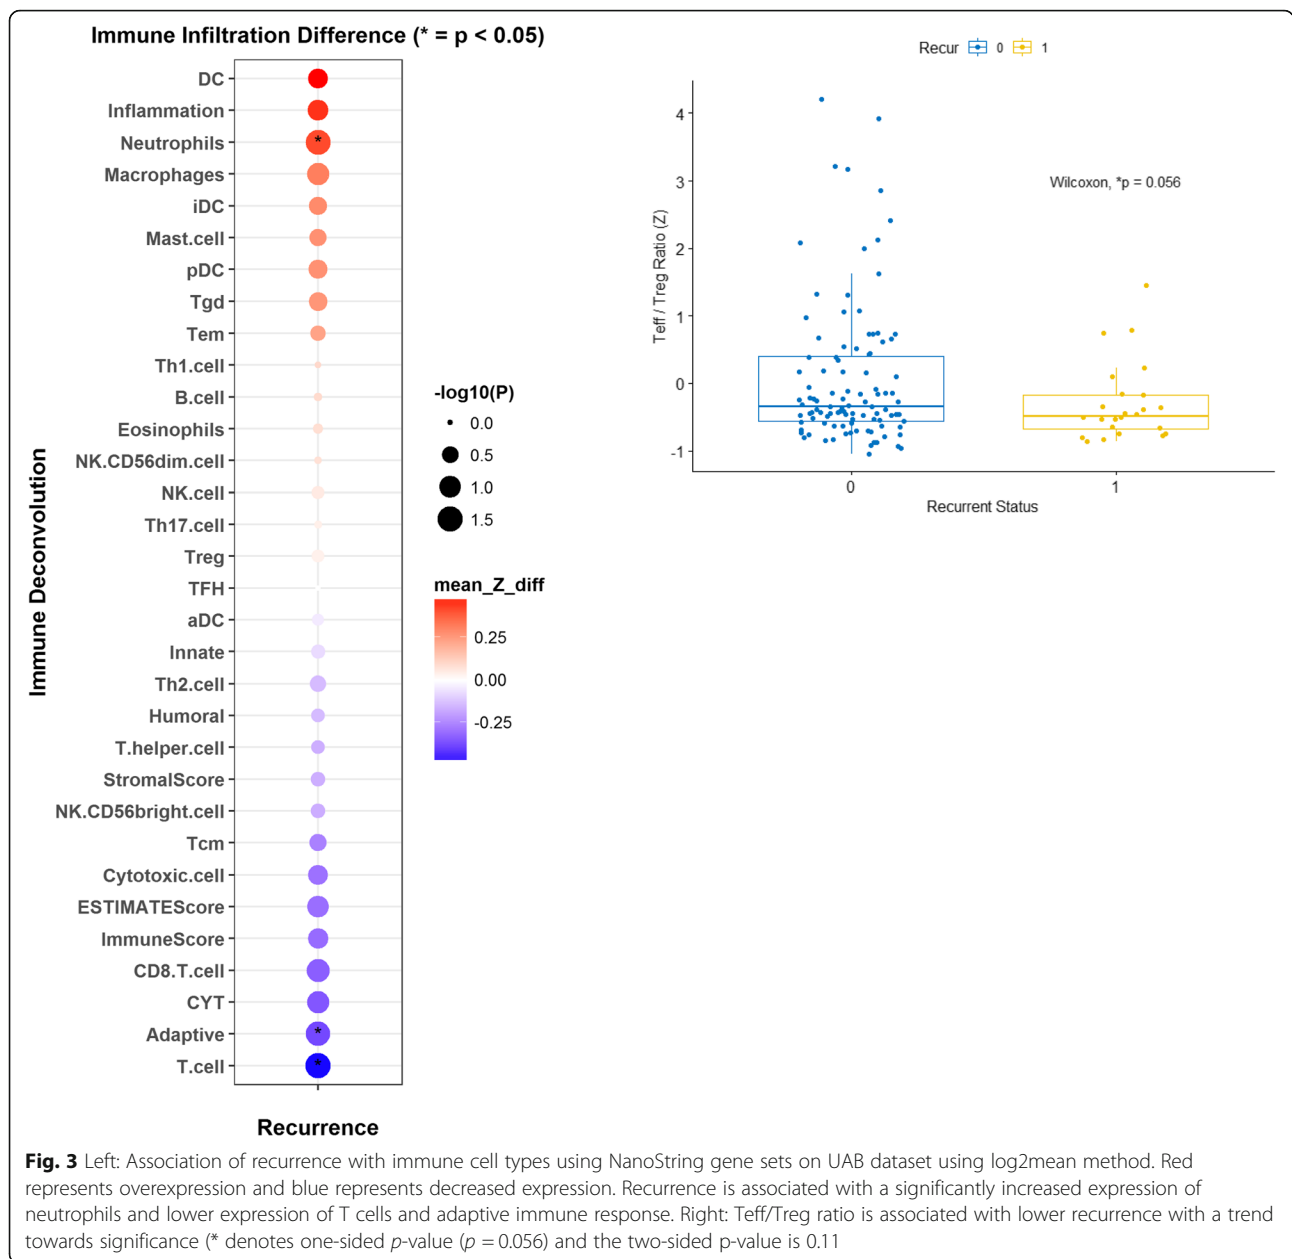 Immune Infiltration Difference (* = p < 0.05)
Immune Deconvolution
DC
Inflammation
Neutrophils
*
Macrophages
iDC
Mast.cell
pDC
Tgd
Tem
Th1.cell
B.cell
Eosinophils
NK.CD56dim.cell
NK.cell
Th17.cell
Treg
TFH
aDC
Innate
Th2.cell
Humoral
T.helper.cell
StromalScore
NK.CD56bright.cell
Tcm
Cytotoxic.cell
ESTIMATEScore
ImmuneScore
CD8.T.cell
CYT
Adaptive
*
T.cell
*
Recurrence
-log10(P)
0.0
0.5
1.0
1.5
mean_Z_diff
0.25
0.00
-0.25
Recur 0 1
Teff / Treg Ratio (Z)
4
3
2
1
0
-1
Wilcoxon, *p = 0.056
0 1
Recurrent Status
Fig. 3 Left: Association of recurrence with immune cell types using NanoString gene sets on UAB dataset using log2mean method. Red
represents overexpression and blue represents decreased expression. Recurrence is associated with a significantly increased expression of
neutrophils and lower expression of T cells and adaptive immune response. Right: Teff/Treg ratio is associated with lower recurrence with a trend
towards significance (* denotes one-sided p-value (p = 0.056) and the two-sided p-value is 0.11